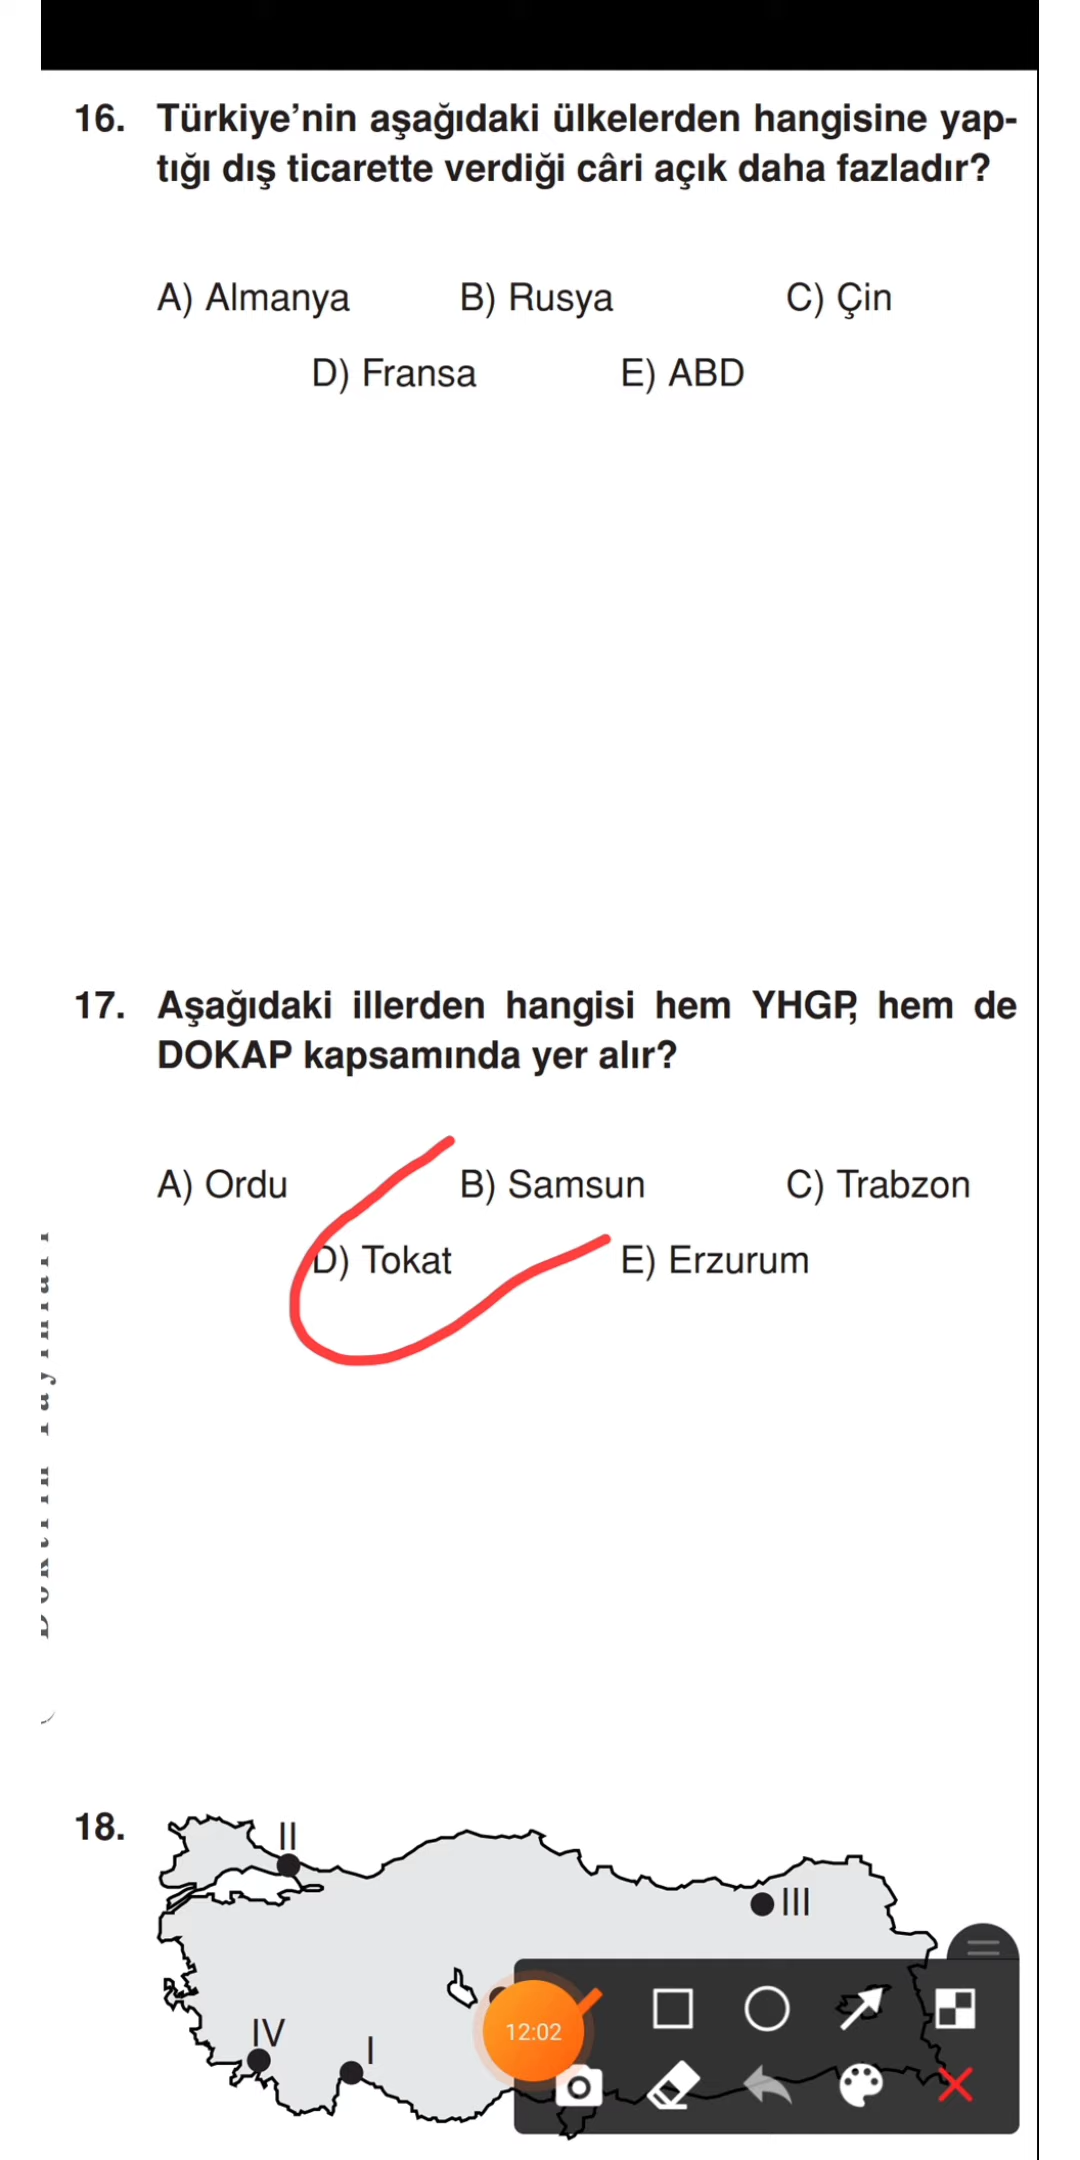 16. Türkiye’nin aşağıdaki ülkelerden hangisine yap-
tığı dış ticarette verdiği câri açık daha fazladır?
A) Almanya B) Rusya C) Çin
D) Fransa E) ABD
17. Aşağıdaki illerden hangisi hem YHGP, hem de
DOKAP kapsamında yer alır?
A) Ordu B) Samsun C) Trabzon
D) Tokat E) Erzurum
18.
II
III
IV
I
12:02